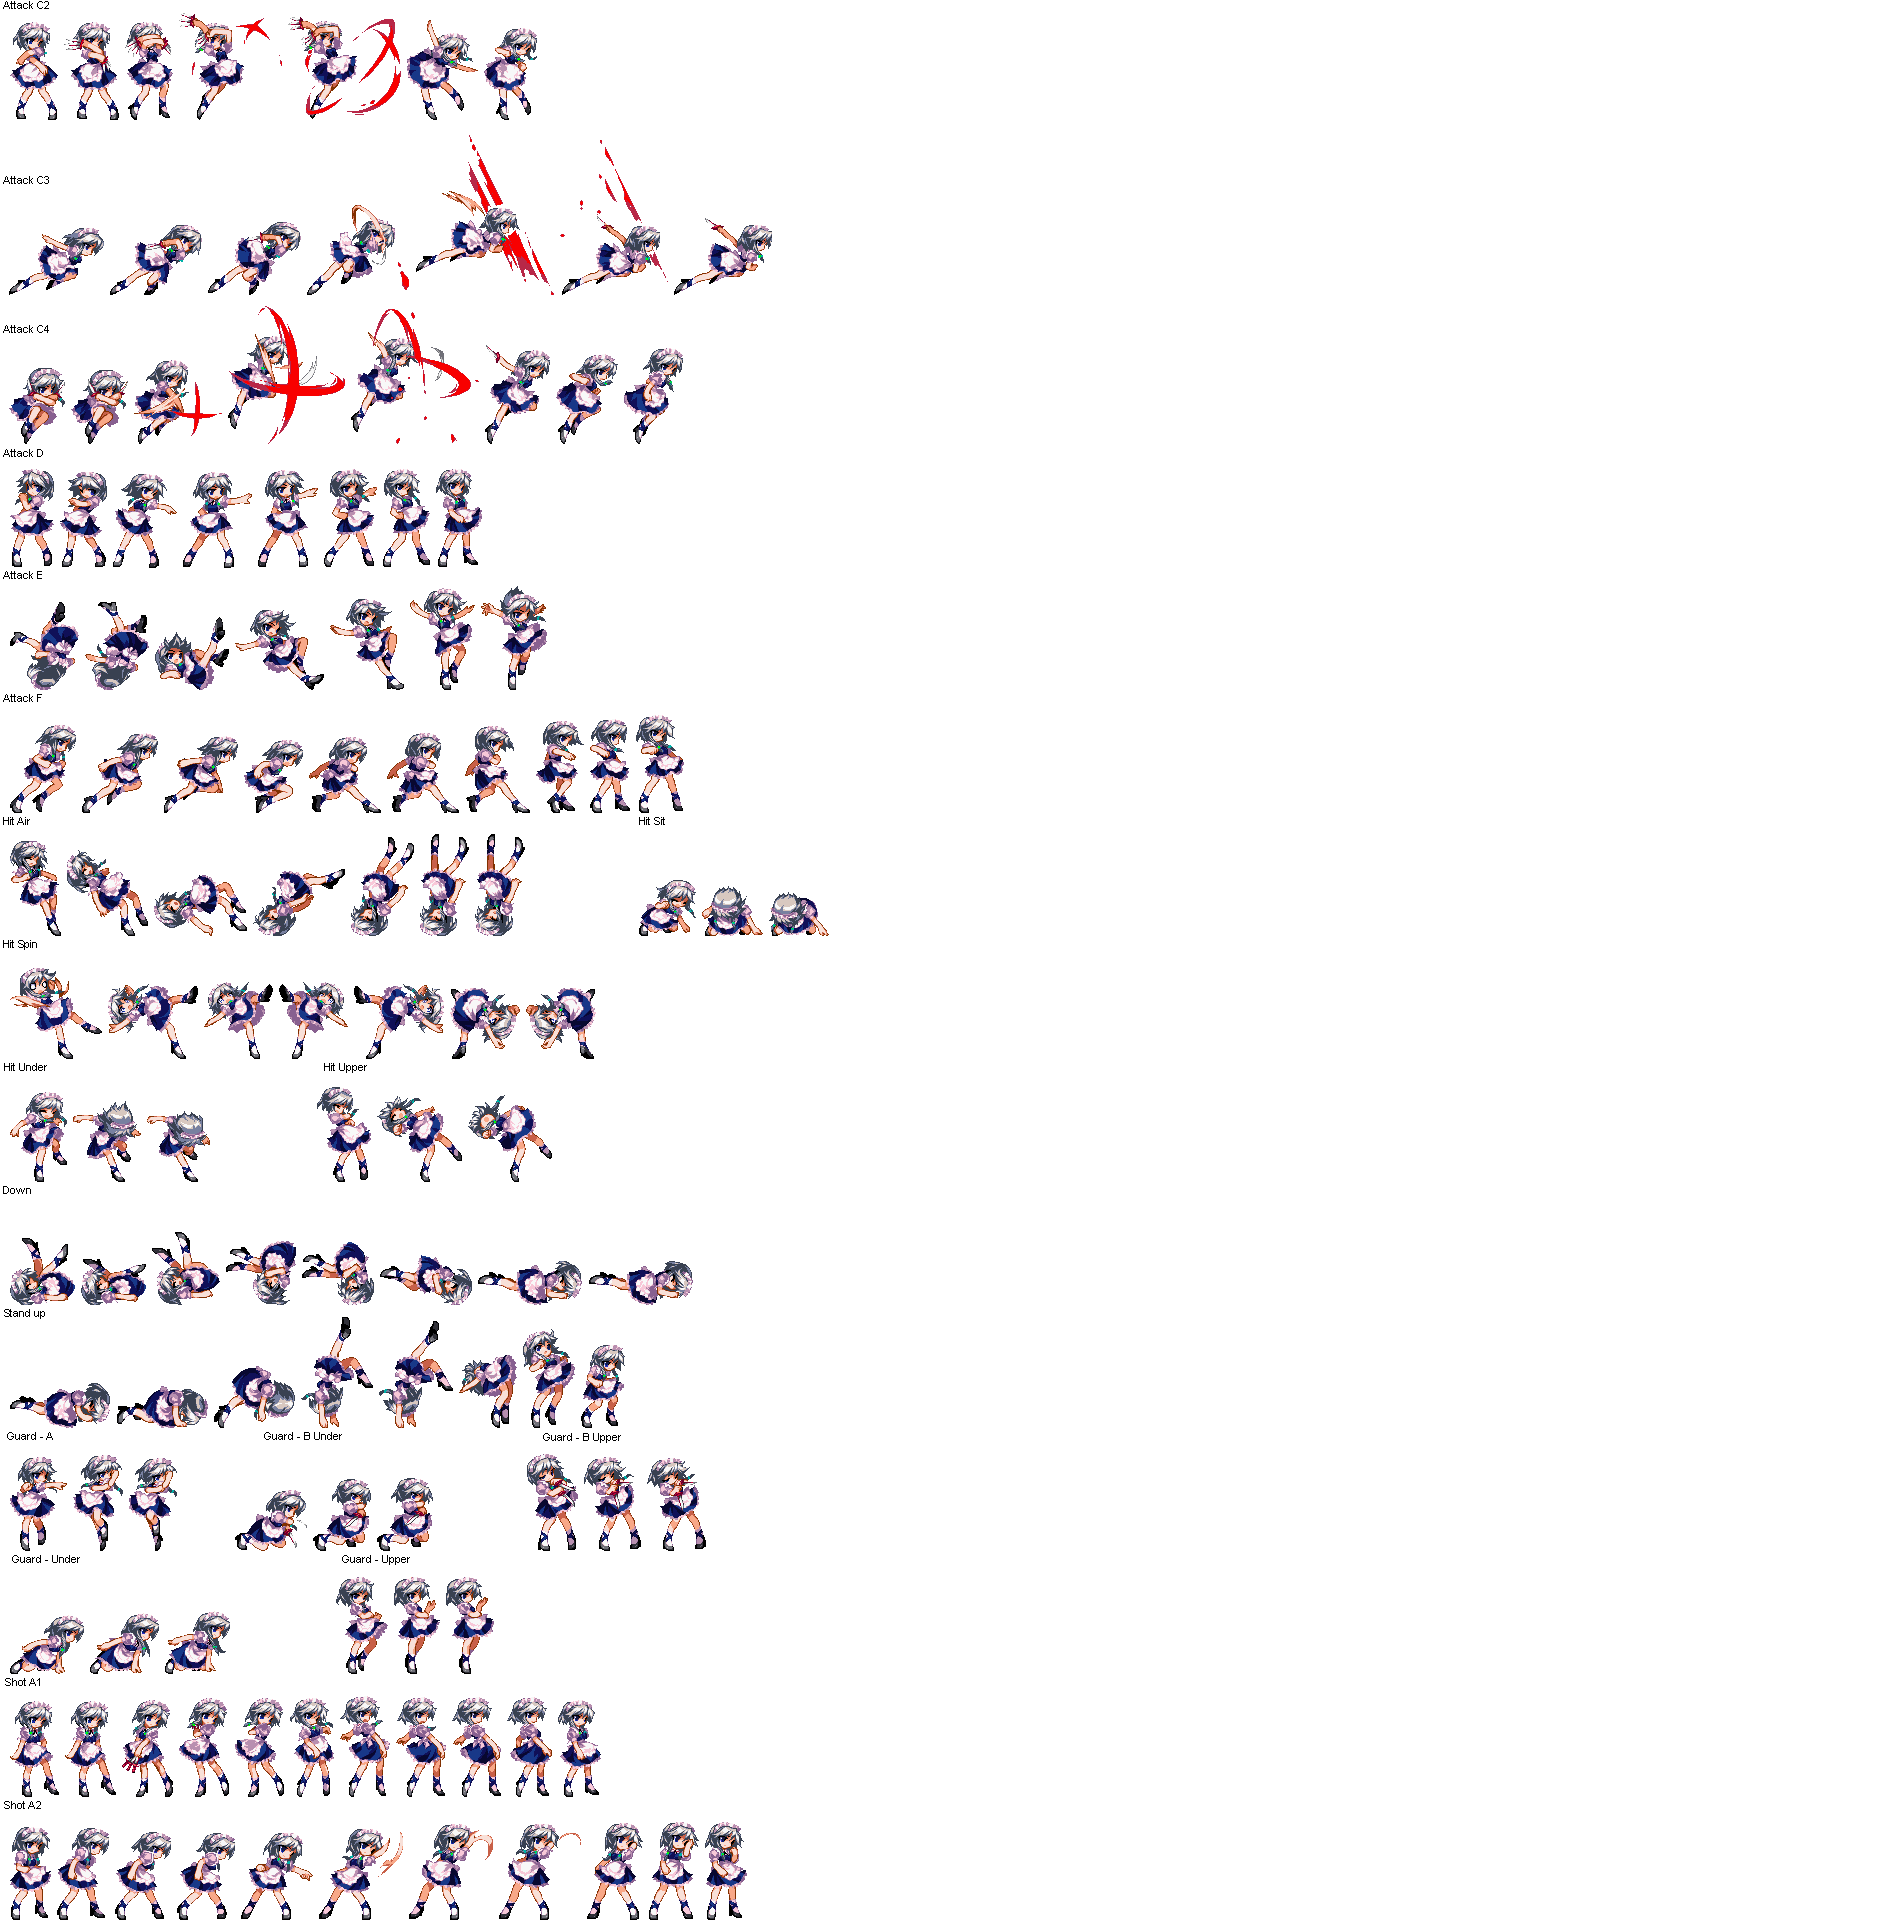 Attack C2
Attack C3
Attack C4
Attack D
Attack E
Attack F
Hit Air
Hit Sit
Hit Spin
Hit Under
Hit Upper
Down
Stand up
Guard - A
Guard - B Under
Guard - B Upper
Guard - Under
Guard - Upper
Shot A1
Shot A2